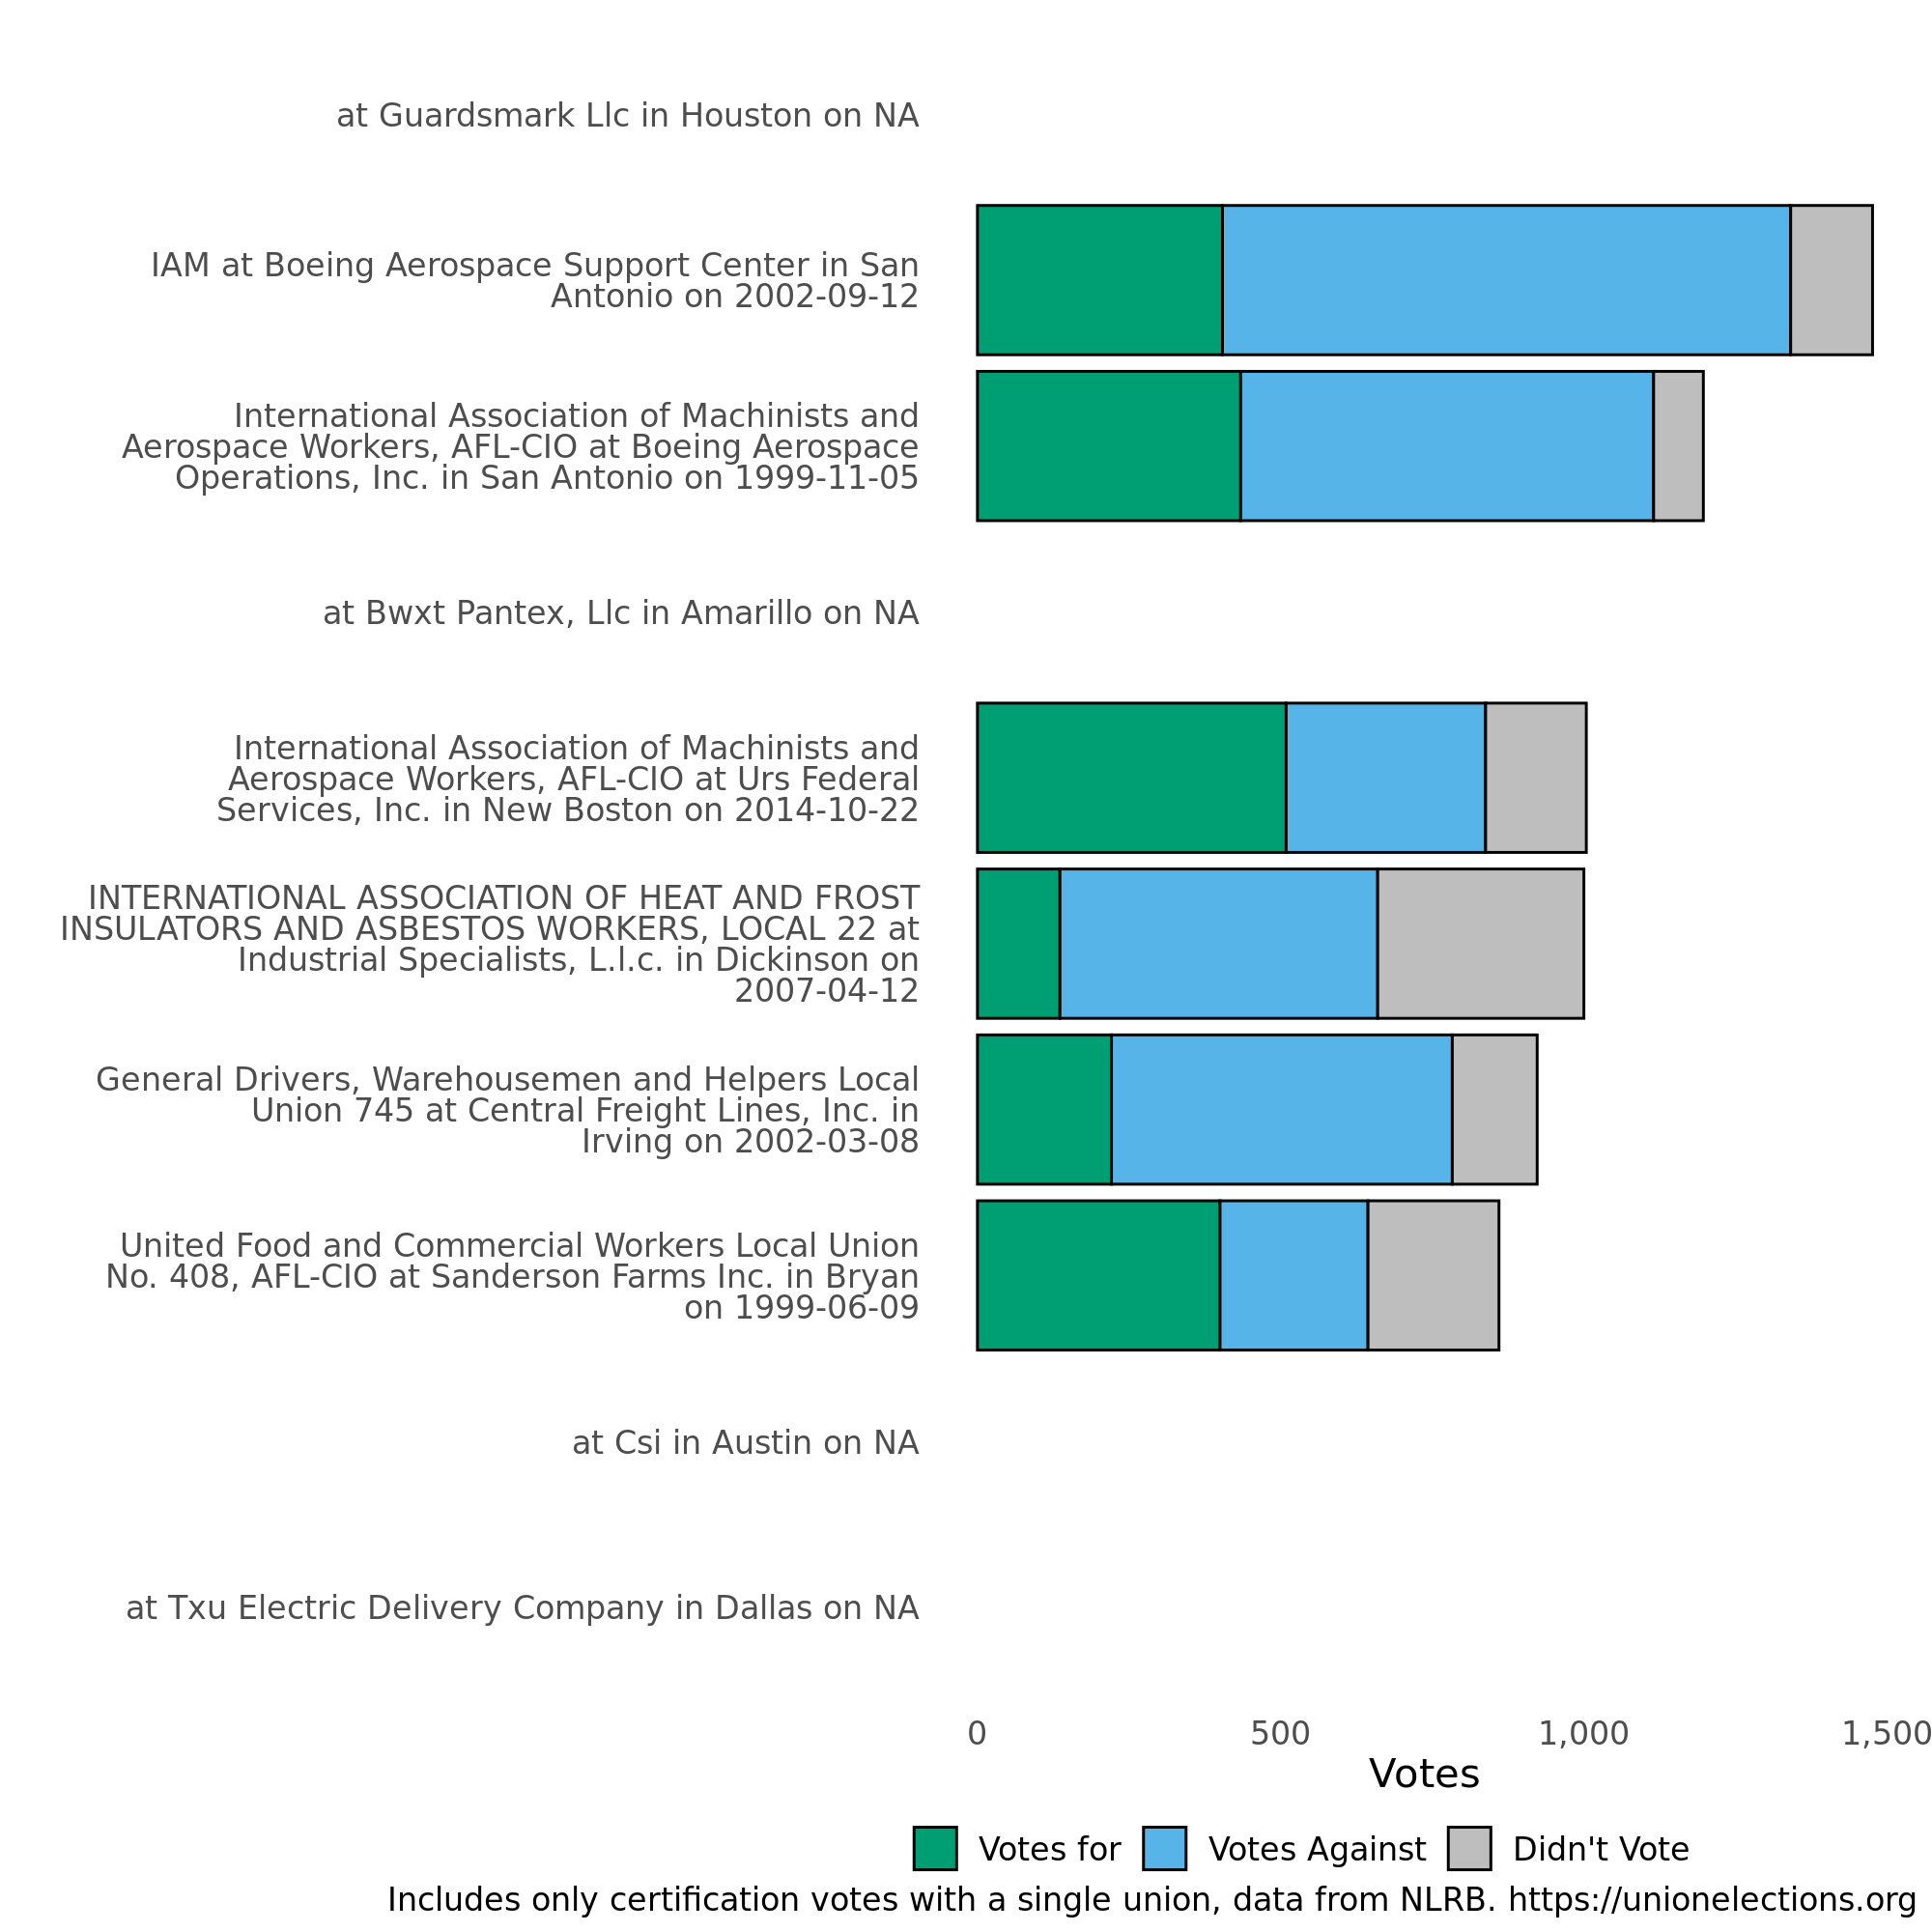 at Guardsmark Llc in Houston on NA
IAM at Boeing Aerospace Support Center in San
Antonio on 2002-09-12
International Association of Machinists and
Aerospace Workers, AFL-CIO at Boeing Aerospace
Operations, Inc. in San Antonio on 1999-11-05
at Bwxt Pantex, Llc in Amarillo on NA
International Association of Machinists and
Aerospace Workers, AFL-CIO at Urs Federal
Services, Inc. in New Boston on 2014-10-22
INTERNATIONAL ASSOCIATION OF HEAT AND FROST
INSULATORS AND ASBESTOS WORKERS, LOCAL 22 at
Industrial Specialists, L.l.c. in Dickinson on
2007-04-12
General Drivers, Warehousemen and Helpers Local
Union 745 at Central Freight Lines, Inc. in
Irving on 2002-03-08
United Food and Commercial Workers Local Union
No. 408, AFL-CIO at Sanderson Farms Inc. in Bryan
on 1999-06-09
at Csi in Austin on NA
at Txu Electric Delivery Company in Dallas on NA
0 500 1,000 1,500
Votes
Votes for Votes Against Didn't Vote
Includes only certification votes with a single union, data from NLRB. https://unionelections.org